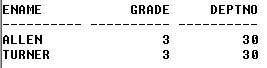 ENAME GRADE DEPTNO
---------- ---------- ----------
ALLEN 3 30
TURNER 3 30